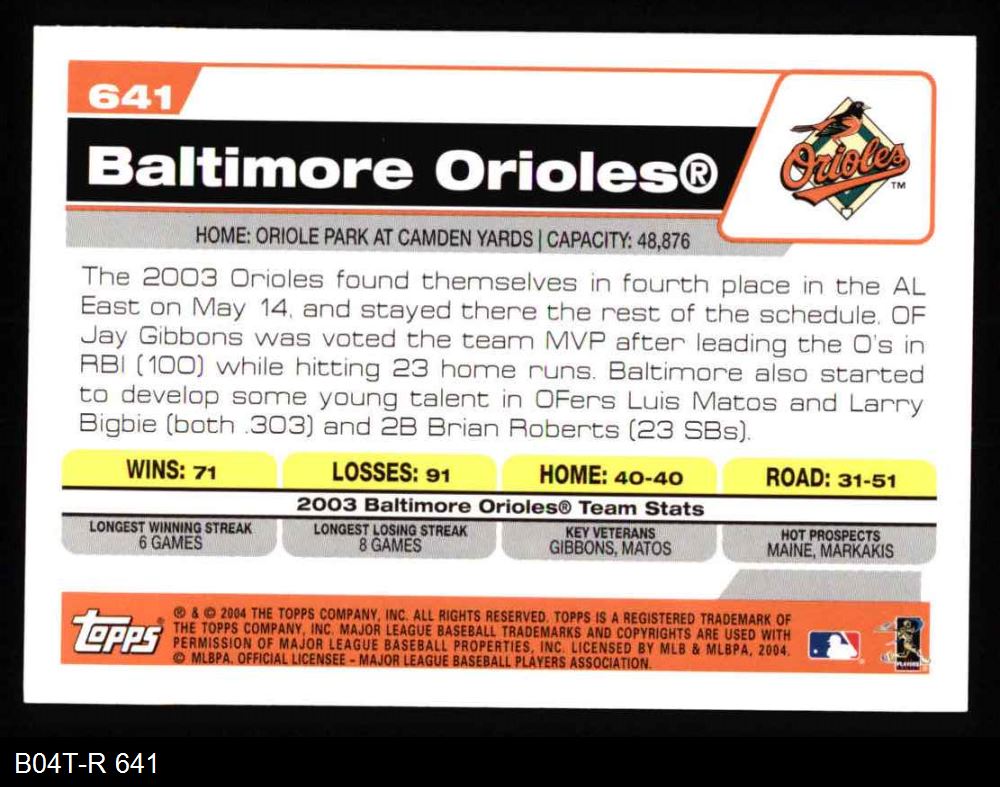 641
Baltimore Orioles®
Orioles
TM
HOME: ORIOLE PARK AT CAMDEN YARDS | CAPACITY: 48,876
The 2003 Orioles found themselves in fourth place in the AL
East on May 14, and stayed there the rest of the schedule. OF
Jay Gibbons was voted the team MVP after leading the O's in
RBI (100) while hitting 23 home runs. Baltimore also started
to develop some young talent in OFers Luis Matos and Larry
Bigbie (both .303) and 2B Brian Roberts (23 SBs).
WINS: 71 LOSSES: 91 HOME: 40-40 ROAD: 31-51
2003 Baltimore Orioles® Team Stats
LONGEST WINNING STREAK LONGEST LOSING STREAK KEY VETERANS HOT PROSPECTS
6 GAMES 8 GAMES GIBBONS, MATOS MAINE, MARKAKIS
topps
® & © 2004 THE TOPPS COMPANY, INC. ALL RIGHTS RESERVED. TOPPS IS A REGISTERED TRADEMARK OF
THE TOPPS COMPANY, INC. MAJOR LEAGUE BASEBALL TRADEMARKS AND COPYRIGHTS ARE USED WITH
PERMISSION OF MAJOR LEAGUE BASEBALL PROPERTIES, INC. LICENSED BY MLB & MLBPA, 2004.
© MLBPA. OFFICIAL LICENSEE – MAJOR LEAGUE BASEBALL PLAYERS ASSOCIATION.
PLAYERS
B04T-R 641